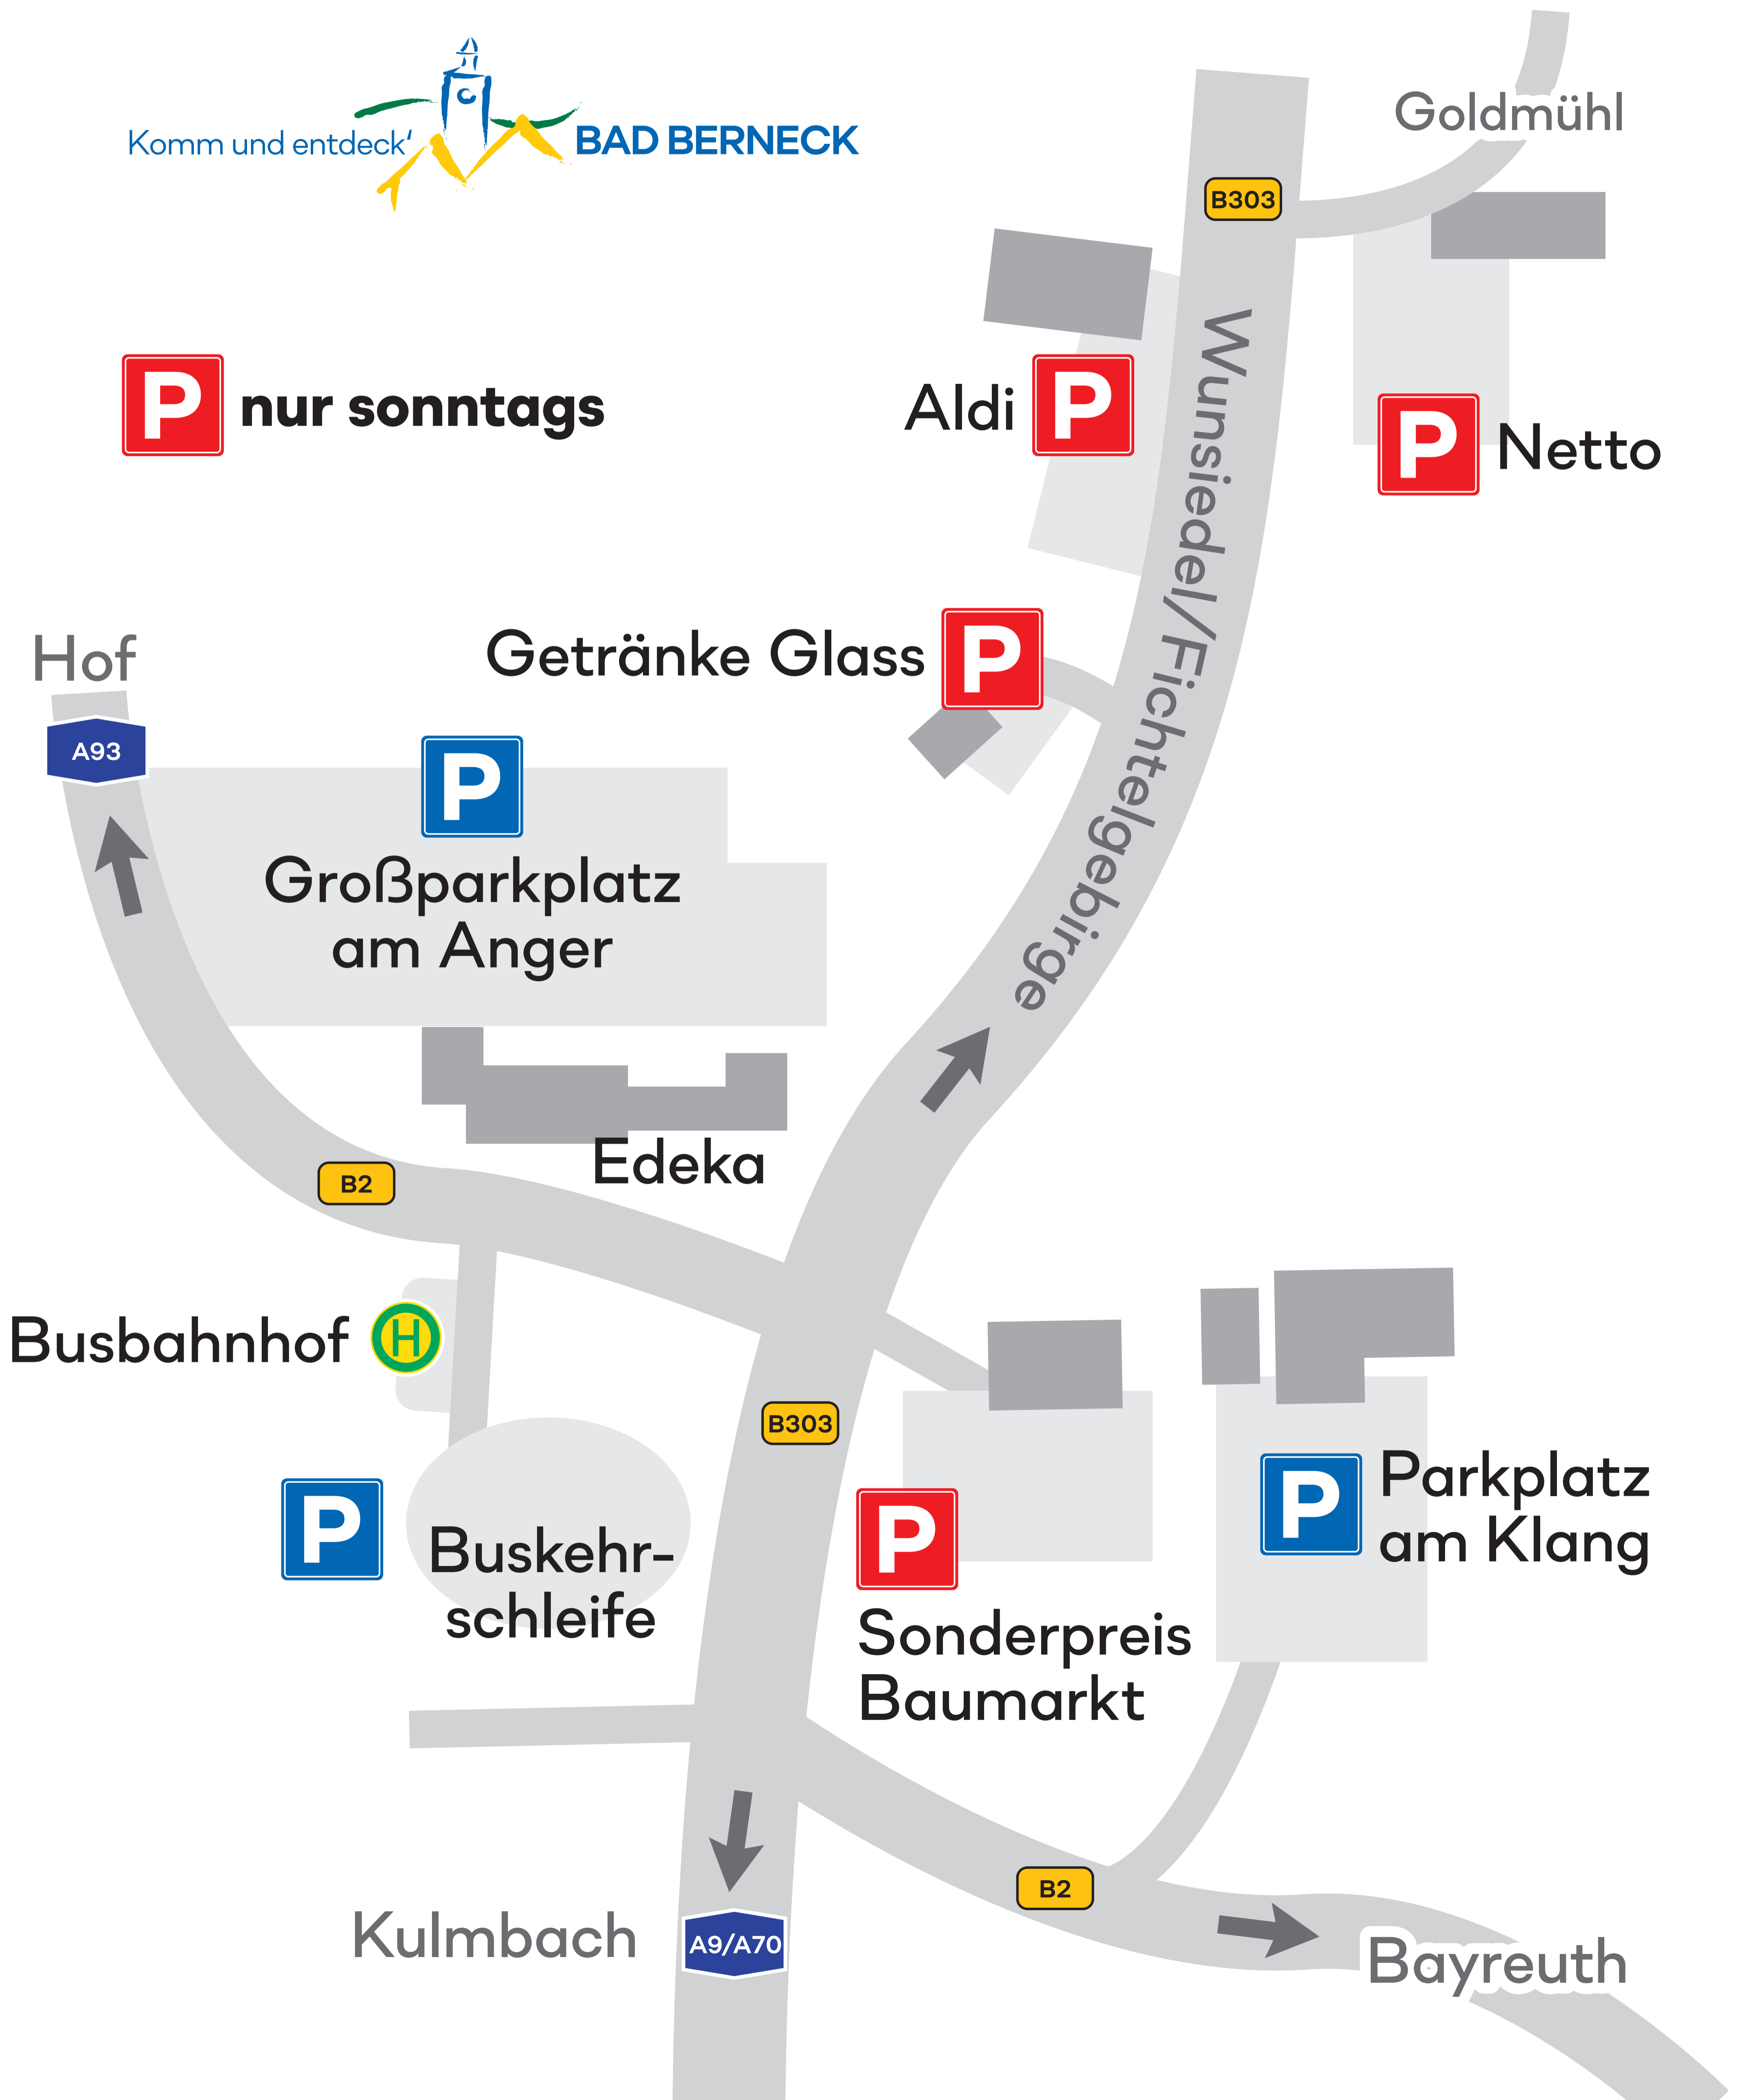 Komm und entdeck' BAD BERNECK
Goldmühl
B303
P nur sonntags
Aldi P
P Netto
Wunsiedel/Fichtelgebirge
Getränke Glass P
Hof
A93
P
Großparkplatz
am Anger
Edeka
B2
Busbahnhof H
B303
P
Buskehr-
schleife
P
Sonderpreis
Baumarkt
P
Parkplatz
am Klang
B2
Kulmbach
A9/A70
Bayreuth